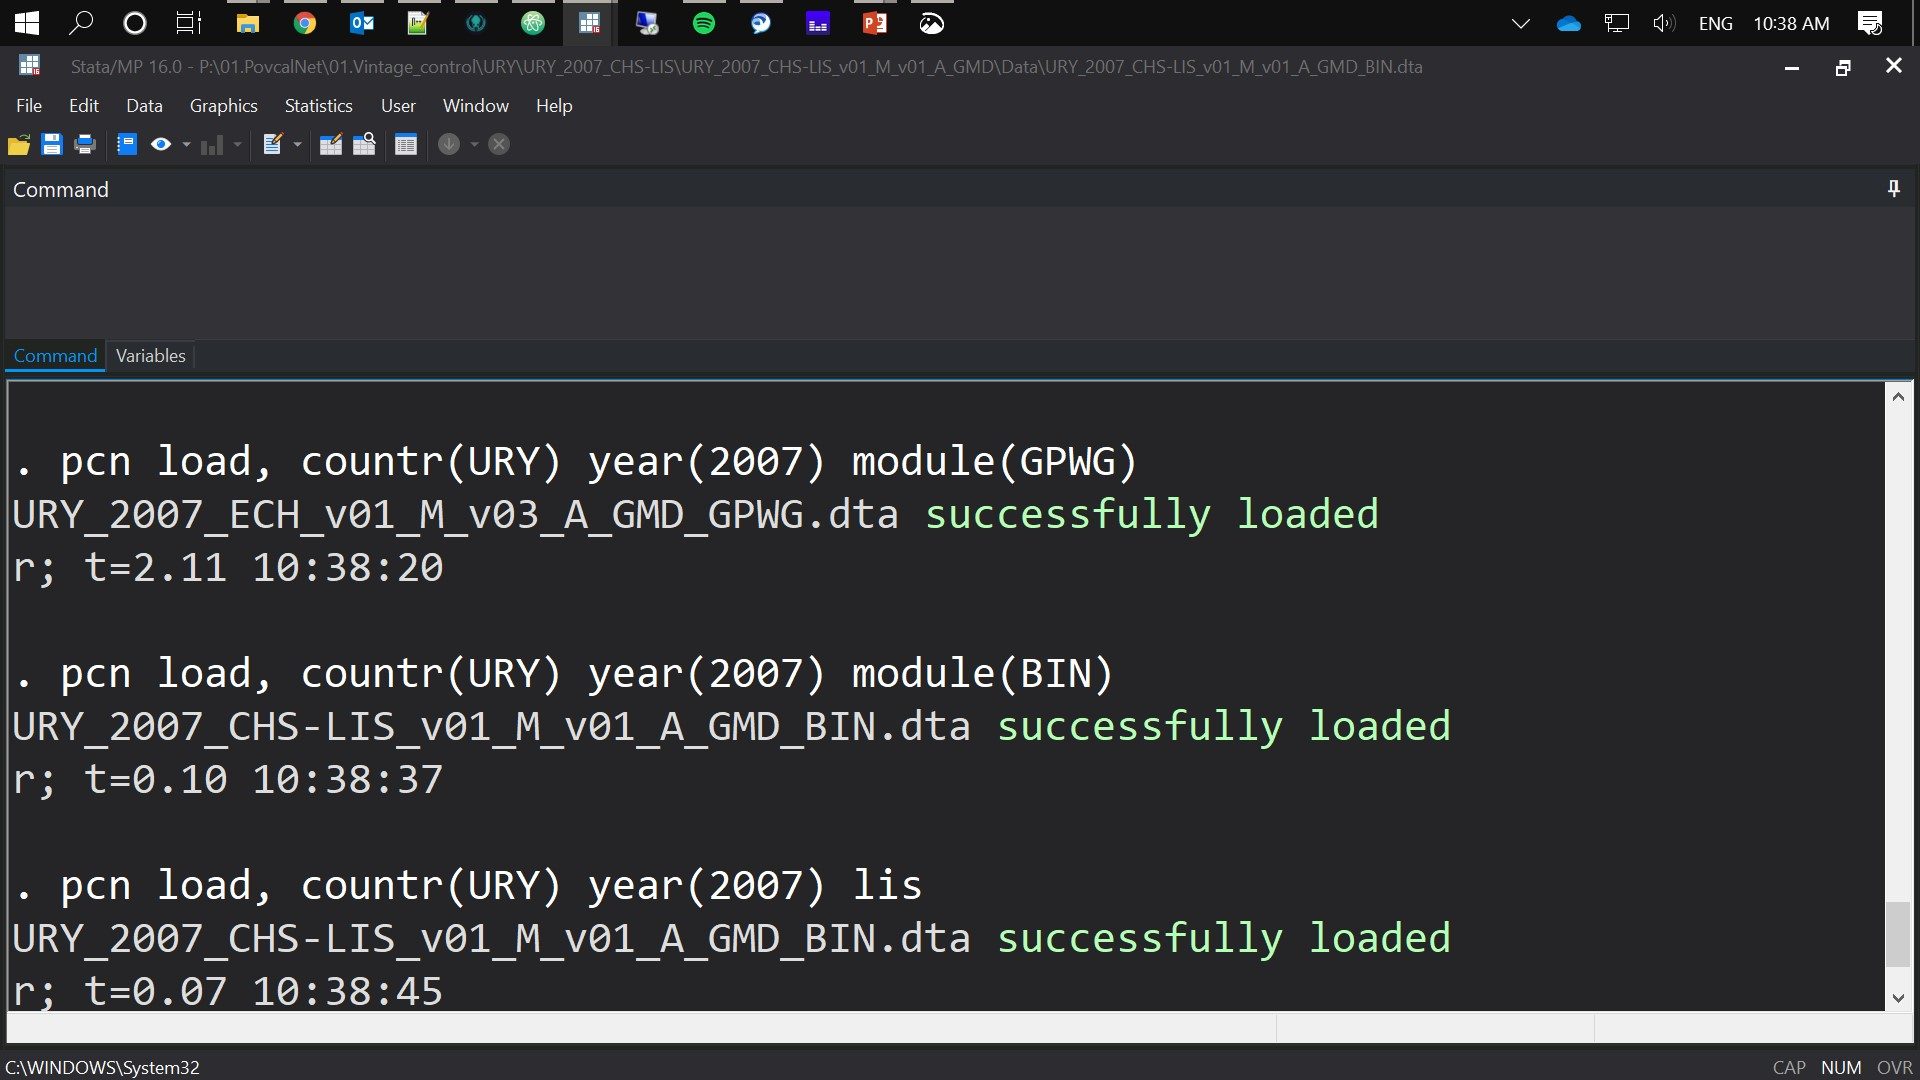 ENG 10:38 AM
Stata/MP 16.0 - P:\01.PovcalNet\01.Vintage_control\URY\URY_2007_CHS-LIS\URY_2007_CHS-LIS_v01_M_v01_A_GMD\Data\URY_2007_CHS-LIS_v01_M_v01_A_GMD_BIN.dta
File Edit Data Graphics Statistics User Window Help
Command
Command Variables
. pcn load, countr(URY) year(2007) module(GPWG)
URY_2007_ECH_v01_M_v03_A_GMD_GPWG.dta successfully loaded
r; t=2.11 10:38:20
. pcn load, countr(URY) year(2007) module(BIN)
URY_2007_CHS-LIS_v01_M_v01_A_GMD_BIN.dta successfully loaded
r; t=0.10 10:38:37
. pcn load, countr(URY) year(2007) lis
URY_2007_CHS-LIS_v01_M_v01_A_GMD_BIN.dta successfully loaded
r; t=0.07 10:38:45
C:\WINDOWS\System32
CAP NUM OVR